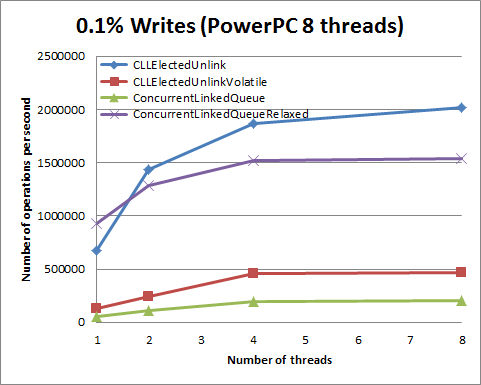 0.1% Writes (PowerPC 8 threads)
2500000
2000000
1500000
1000000
500000
0
Number of operations per second
CLLElectedUnlink
CLLElectedUnlinkVolatile
ConcurrentLinkedQueue
ConcurrentLinkedQueueRelaxed
1 2 3 4 5 6 7 8
Number of threads